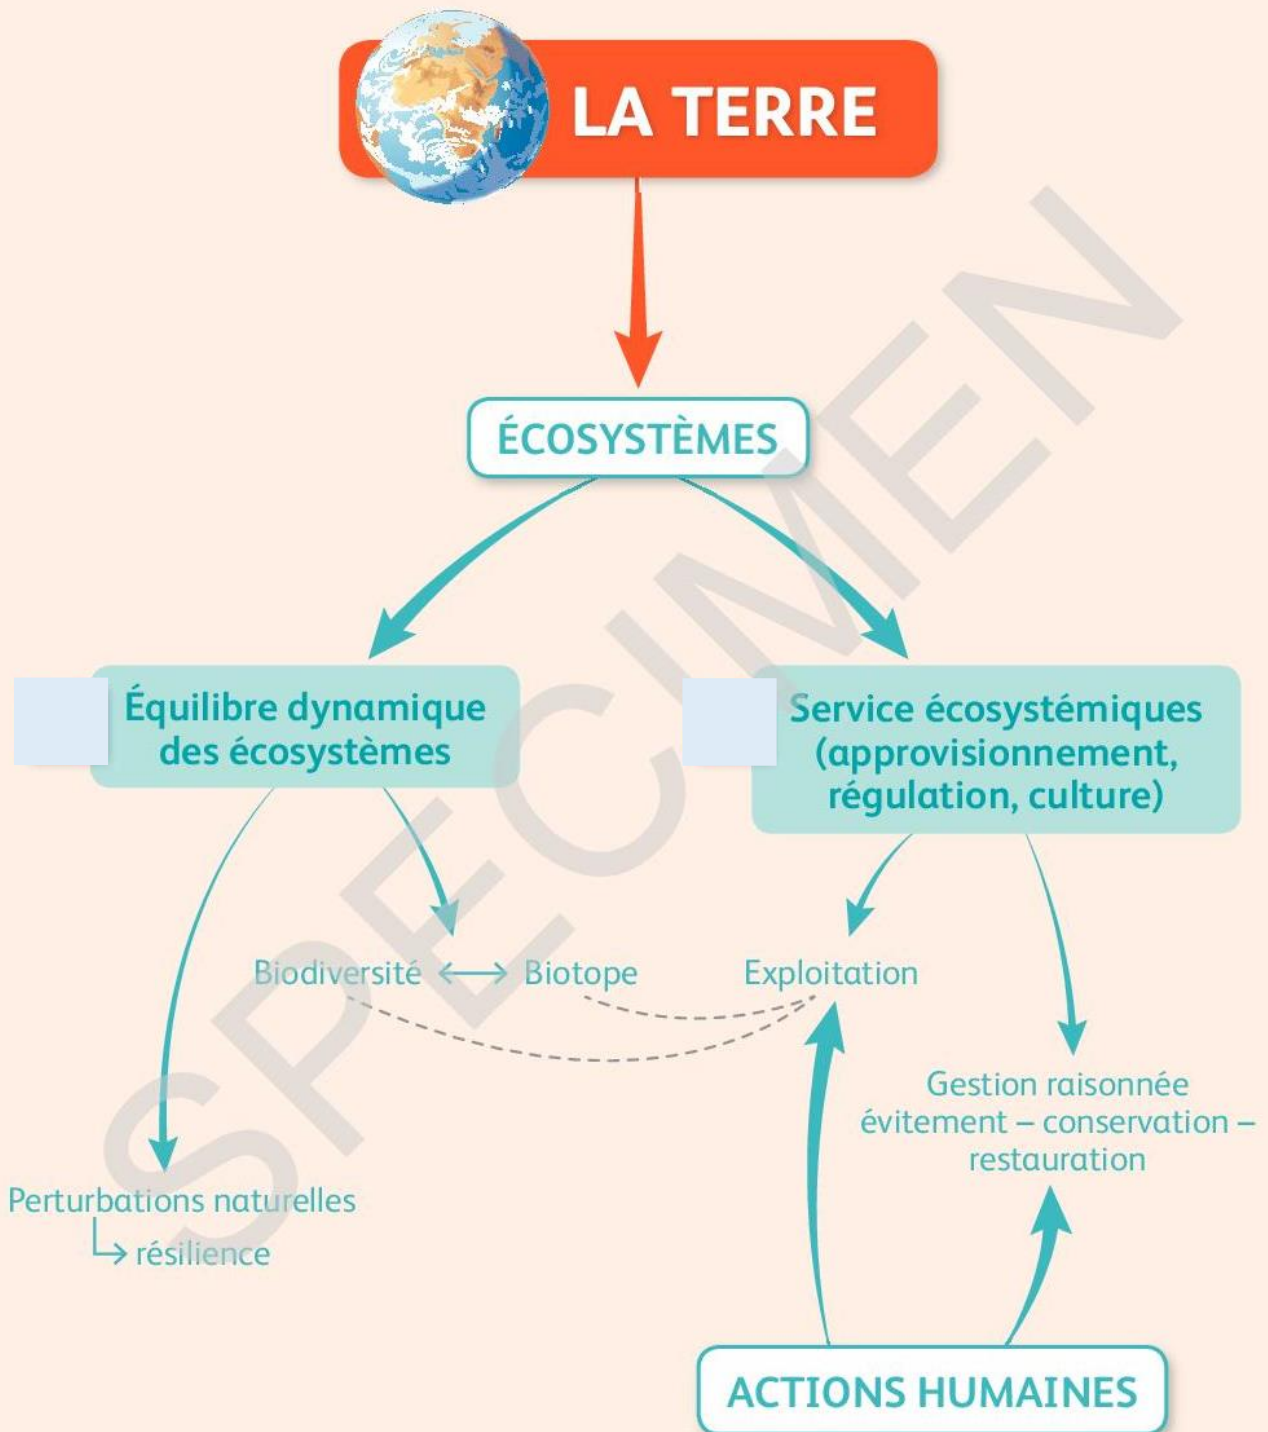 LA TERRE
ÉCOSYSTÈMES
Équilibre dynamique
des écosystèmes
Service écosystémiques
(approvisionnement,
régulation, culture)
Biodiversité ↔ Biotope
Exploitation
Gestion raisonnée
évitement – conservation –
restauration
Perturbations naturelles
résilience
ACTIONS HUMAINES
SPECIMEN